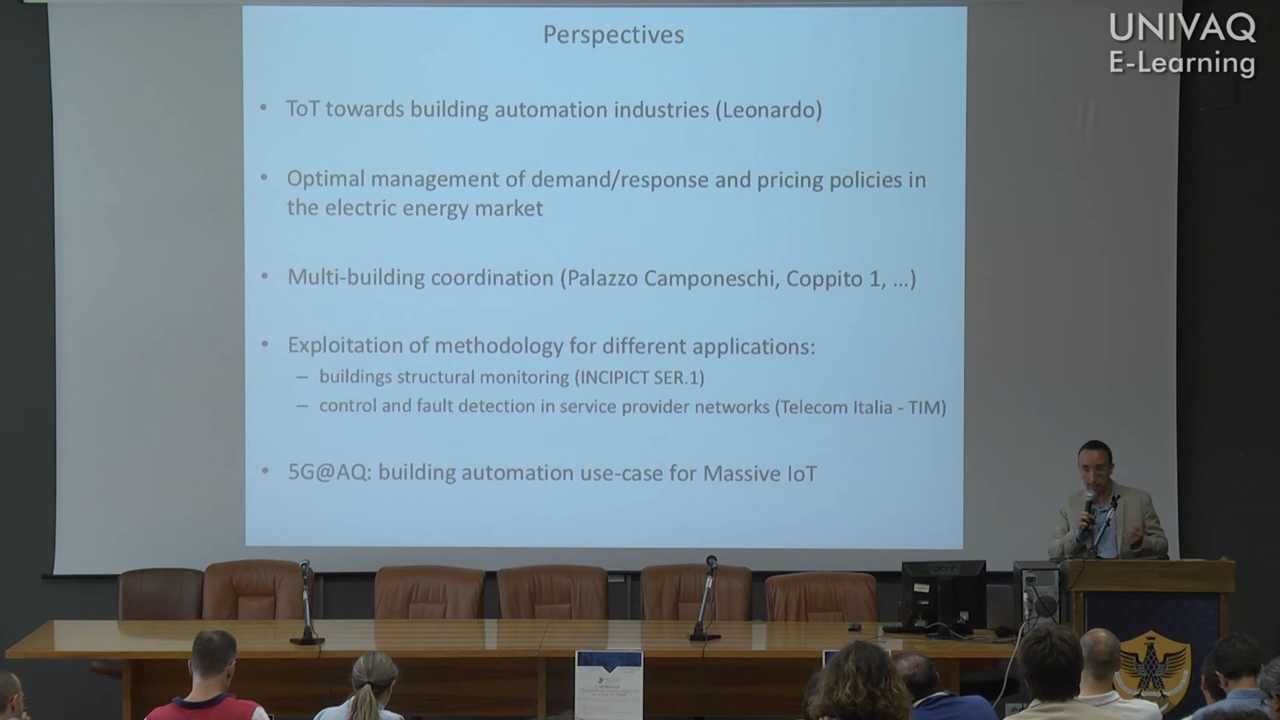 UNIVAQ
E-Learning
Perspectives
• ToT towards building automation industries (Leonardo)
• Optimal management of demand/response and pricing policies in
the electric energy market
• Multi-building coordination (Palazzo Camponeschi, Coppito 1, ...)
• Exploitation of methodology for different applications:
– buildings structural monitoring (INCIPICT SER.1)
– control and fault detection in service provider networks (Telecom Italia - TIM)
• 5G@AQ: building automation use-case for Massive IoT